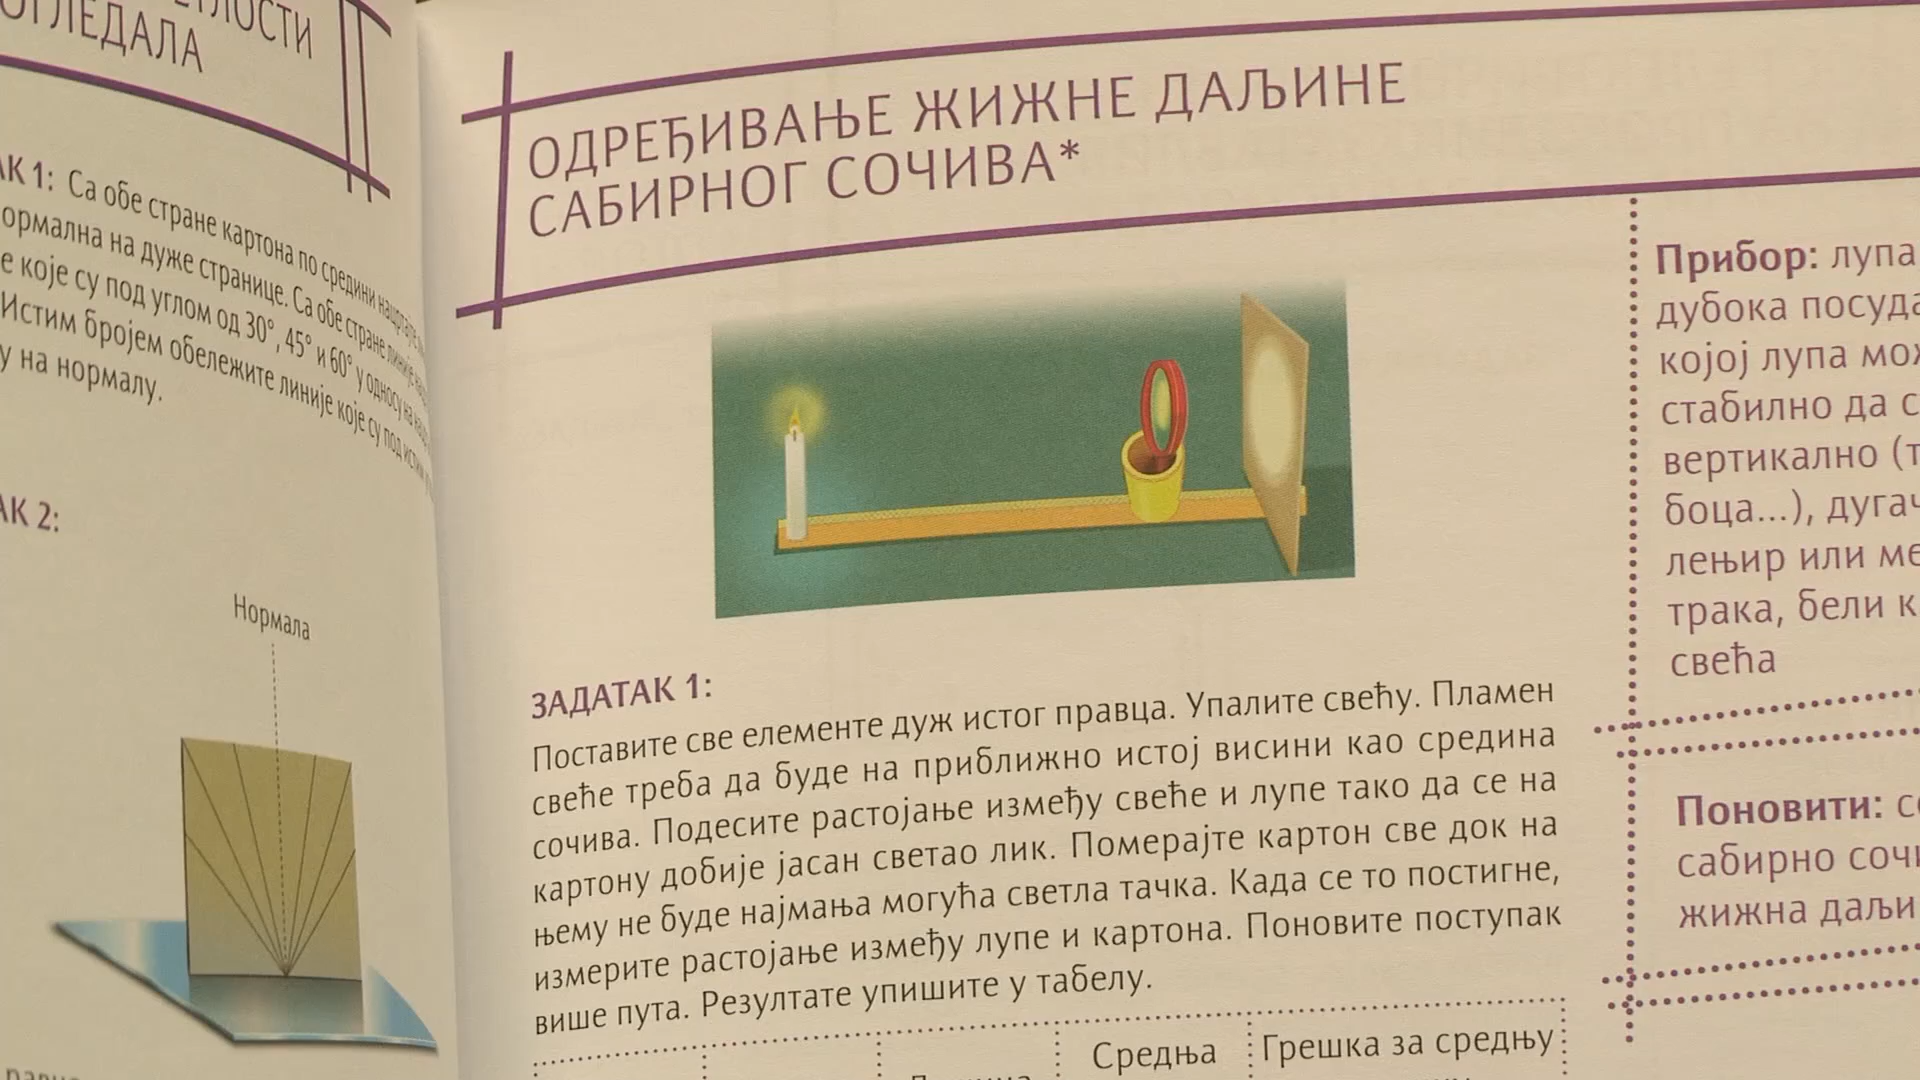 ОГЛЕДАЛА
АК 1: Са обе стране картона по средини нацртајте
ормална на дуже странице. Са обе стране линије
е које су под углом од 30°, 45° и 60° у односу на
Истим бројем обележите линије које су под истим
у на нормалу.
АК 2:
Нормала
ОДРЕЂИВАЊЕ ЖИЖНЕ ДАЉИНЕ
САБИРНОГ СОЧИВА*
ЗАДАТАК 1:
Поставите све елементе дуж истог правца. Упалите свећу. Пламен
свеће треба да буде на приближно истој висини као средина
сочива. Подесите растојање између свеће и лупе тако да се на
картону добије јасан светао лик. Померајте картон све док на
њему не буде најмања могућа светла тачка. Када се то постигне,
измерите растојање између лупе и картона. Поновите поступак
више пута. Резултате упишите у табелу.
Средња
Грешка за средњу
Прибор: лупа
дубока посуда
којој лупа мо
стабилно да с
вертикално (т
боца...), дугач
лењир или ме
трака, бели к
свећа
Поновити: с
сабирно сочи
жижна даљи